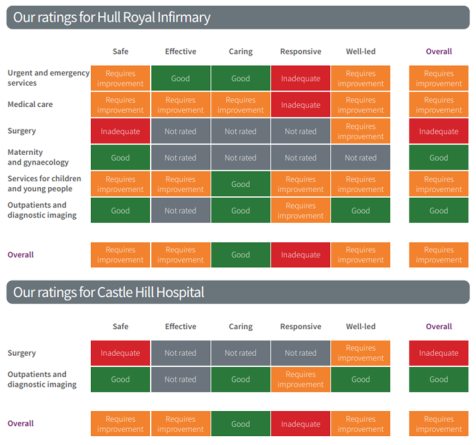 Our ratings for Hull Royal Infirmary
Safe Effective Caring Responsive Well-led Overall
Urgent and emergency services Requires improvement Good Good Inadequate Requires improvement Requires improvement
Medical care Requires improvement Requires improvement Requires improvement Inadequate Requires improvement Requires improvement
Surgery Inadequate Not rated Not rated Not rated Requires improvement Inadequate
Maternity and gynaecology Good Not rated Not rated Not rated Not rated Good
Services for children and young people Requires improvement Requires improvement Good Requires improvement Requires improvement Requires improvement
Outpatients and diagnostic imaging Good Not rated Good Requires improvement Good Good
Overall Requires improvement Requires improvement Good Inadequate Requires improvement Requires improvement
Our ratings for Castle Hill Hospital
Safe Effective Caring Responsive Well-led Overall
Surgery Inadequate Not rated Not rated Not rated Requires improvement Inadequate
Outpatients and diagnostic imaging Good Not rated Good Requires improvement Good Good
Overall Requires improvement Requires improvement Good Inadequate Requires improvement Requires improvement